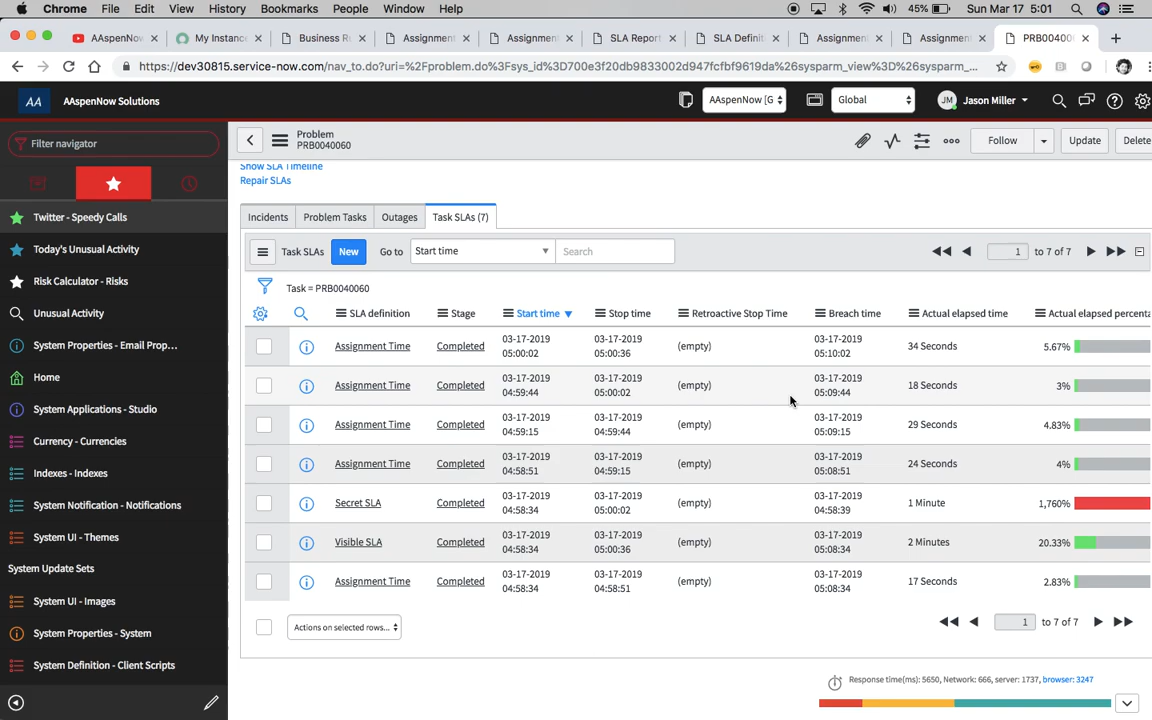 Chrome File Edit View History Bookmarks People Window Help 45% Sun Mar 17 5:01
AAspenNow My Instanc Business Ru Assignment Assignment SLA Report SLA Definit Assignment Assignment PRB00400
https://dev30815.service-now.com/nav_to.do?uri=%2Fproblem.do%3Fsys_id%3D700e3f20db9833002d947fcfbf9619da%26sysparm_view%3D%26sysparm_...
AA AAspenNow Solutions AAspenNow [G Global JM Jason Miller
Filter navigator
Twitter - Speedy Calls
Today's Unusual Activity
Risk Calculator - Risks
Unusual Activity
System Properties - Email Prop...
Home
System Applications - Studio
Currency - Currencies
Indexes - Indexes
System Notification - Notifications
System UI - Themes
System Update Sets
System UI - Images
System Properties - System
System Definition - Client Scripts
Problem
PRB0040060
Follow Update Delete
Show SLA Timeline
Repair SLAs
Incidents Problem Tasks Outages Task SLAs (7)
Task SLAs New Go to Start time Search 1 to 7 of 7
Task = PRB0040060
SLA definition Stage Start time Stop time Retroactive Stop Time Breach time Actual elapsed time Actual elapsed percenta
Assignment Time Completed 03-17-2019 05:00:02 03-17-2019 05:00:36 (empty) 03-17-2019 05:10:02 34 Seconds 5.67%
Assignment Time Completed 03-17-2019 04:59:44 03-17-2019 05:00:02 (empty) 03-17-2019 05:09:44 18 Seconds 3%
Assignment Time Completed 03-17-2019 04:59:15 03-17-2019 04:59:44 (empty) 03-17-2019 05:09:15 29 Seconds 4.83%
Assignment Time Completed 03-17-2019 04:58:51 03-17-2019 04:59:15 (empty) 03-17-2019 05:08:51 24 Seconds 4%
Secret SLA Completed 03-17-2019 04:58:34 03-17-2019 05:00:02 (empty) 03-17-2019 04:58:39 1 Minute 1,760%
Visible SLA Completed 03-17-2019 04:58:34 03-17-2019 05:00:36 (empty) 03-17-2019 05:08:34 2 Minutes 20.33%
Assignment Time Completed 03-17-2019 04:58:34 03-17-2019 04:58:51 (empty) 03-17-2019 05:08:34 17 Seconds 2.83%
Actions on selected rows... 1 to 7 of 7
Response time(ms): 5650, Network: 666, server: 1737, browser: 3247